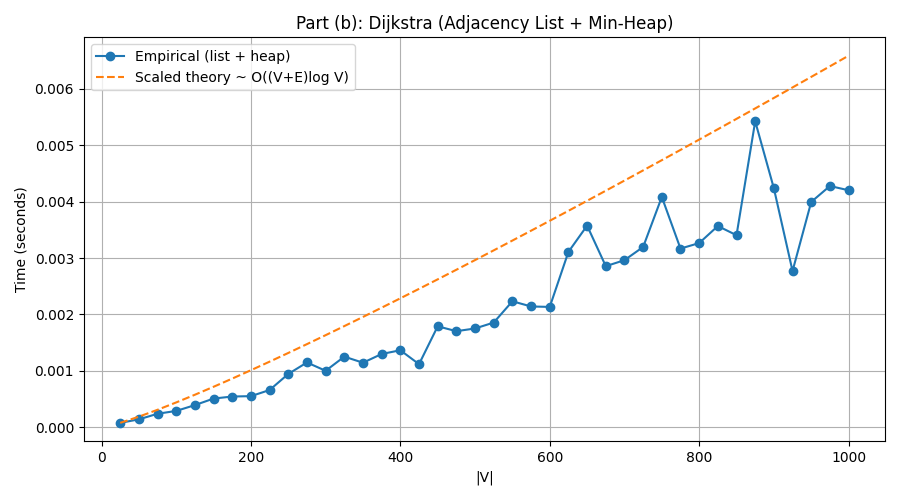 Part (b): Dijkstra (Adjacency List + Min-Heap)
Empirical (list + heap)
Scaled theory ~ O((V+E)log V)
Time (seconds)
0.006
0.005
0.004
0.003
0.002
0.001
0.000
0
200
400
600
800
1000
|V|